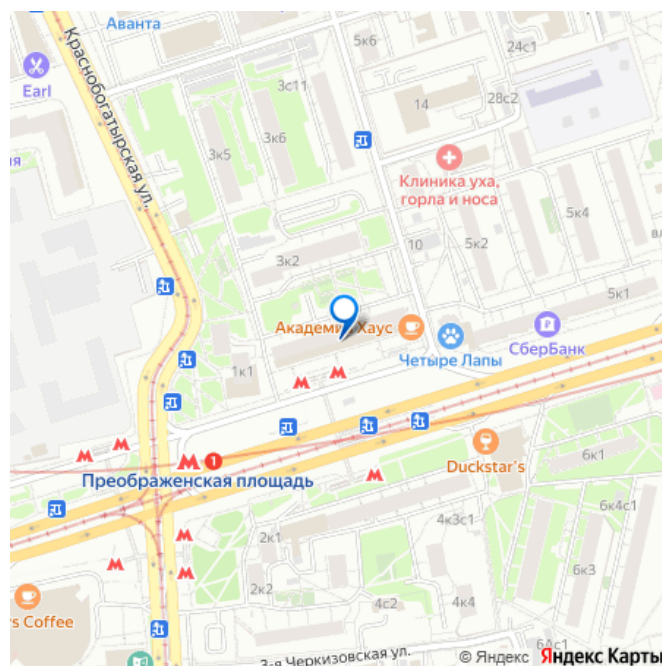 Аванта
5к6
24с1
Earl
3с11
14
28с2
Краснобогатырская ул.
3к5
3к6
Клиника уха,
горла и носа
5к4
10
5к2
3к2
5к1
Академия Хаус
Четыре Лапы
СберБанк
1к1
1
Преображенская площадь
Duckstar's
6к1
4к3с1
6к4с1
2к1
6к3
2к2
4с2
4к4
s Coffee
3-я Черкизовская ул.
6Ас1
© Яндекс Яндекс Карты